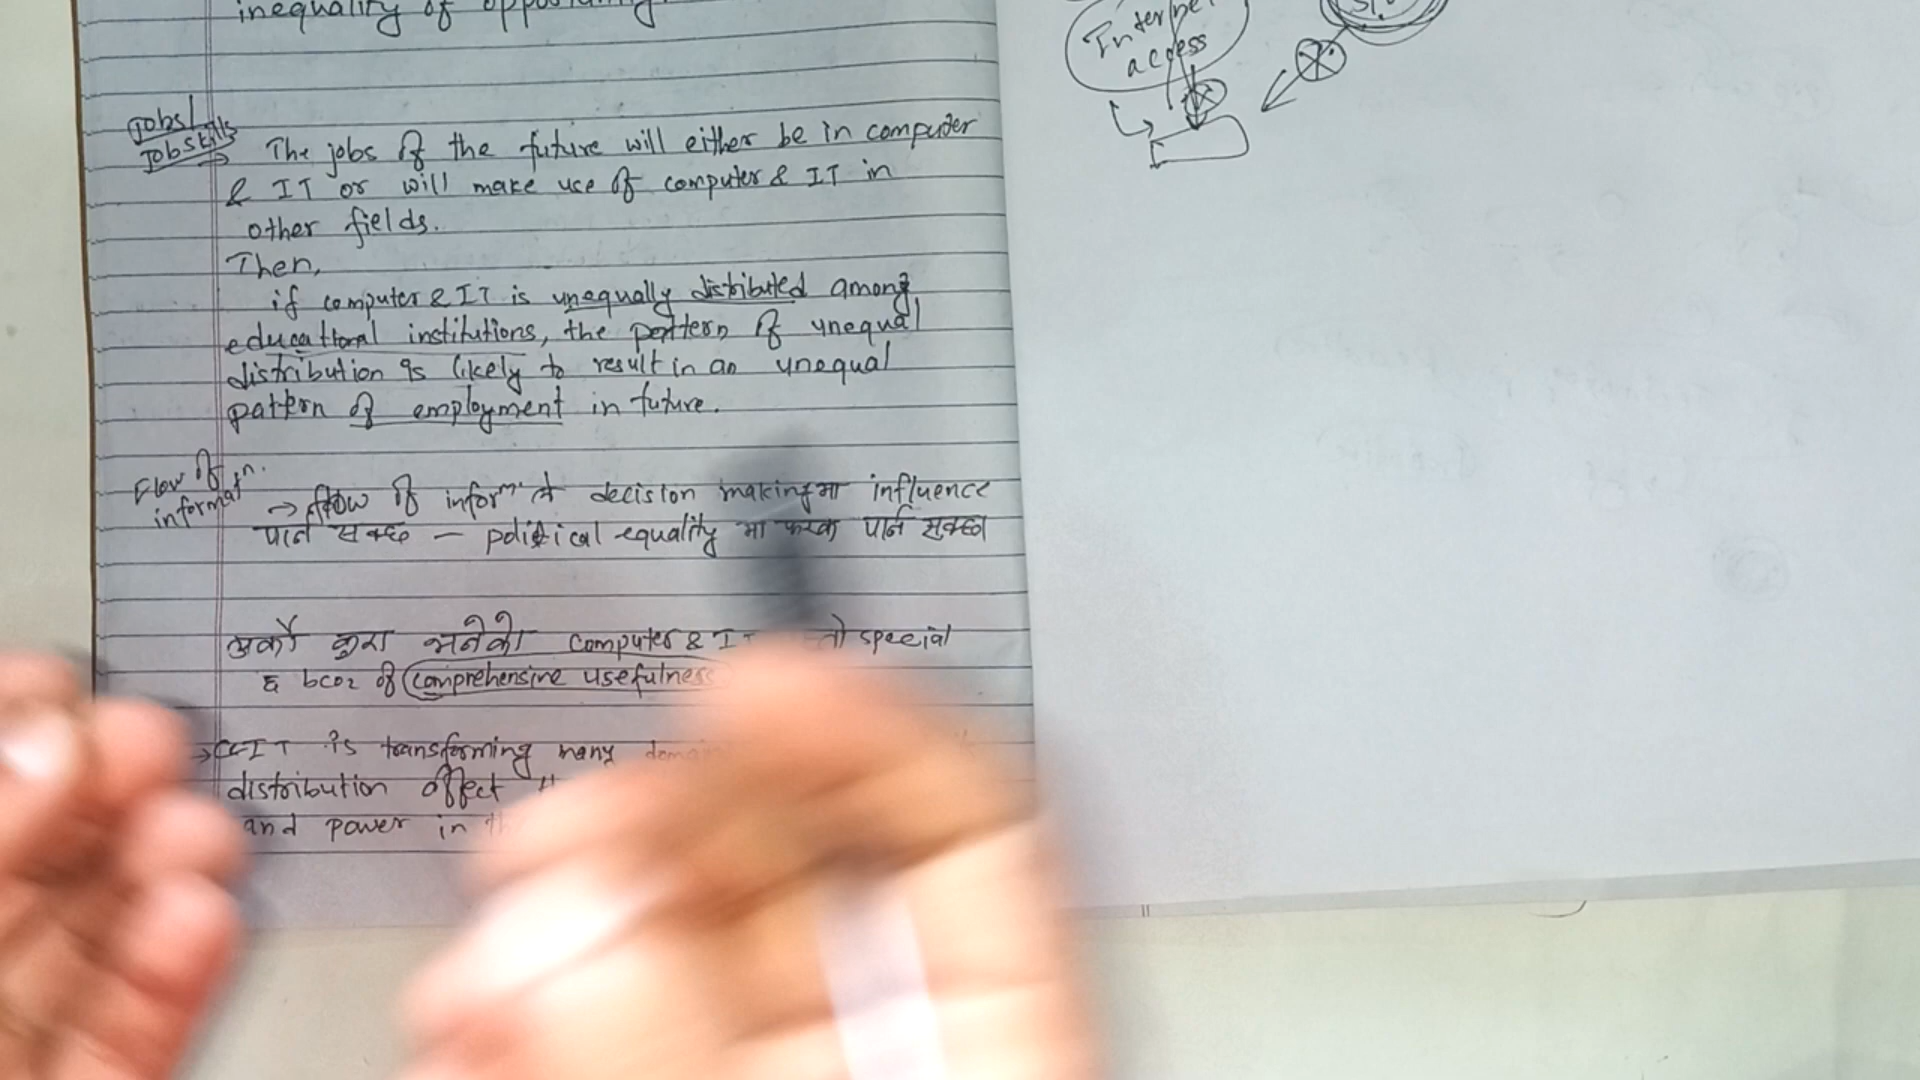 inequality of
Jobs/
Job skills
→ The jobs of the future will either be in computer
& IT or will make use of computer & IT in
other fields.
Then,
if computer & IT is unequally distributed among
educational institutions, the pattern of unequal
distribution is likely to result in an unequal
pattern of employment in future.
Flow of
informatn.
→ flow of inform. ले decision making मा influence
पार्न सक्छ — political equality मा फरक पार्न सक्छ
अर्को कुरा भनेको computer & IT special
छ bcoz of comprehensive usefulness
→ C&IT is transforming many
distribution affect
and power in
Internet
access